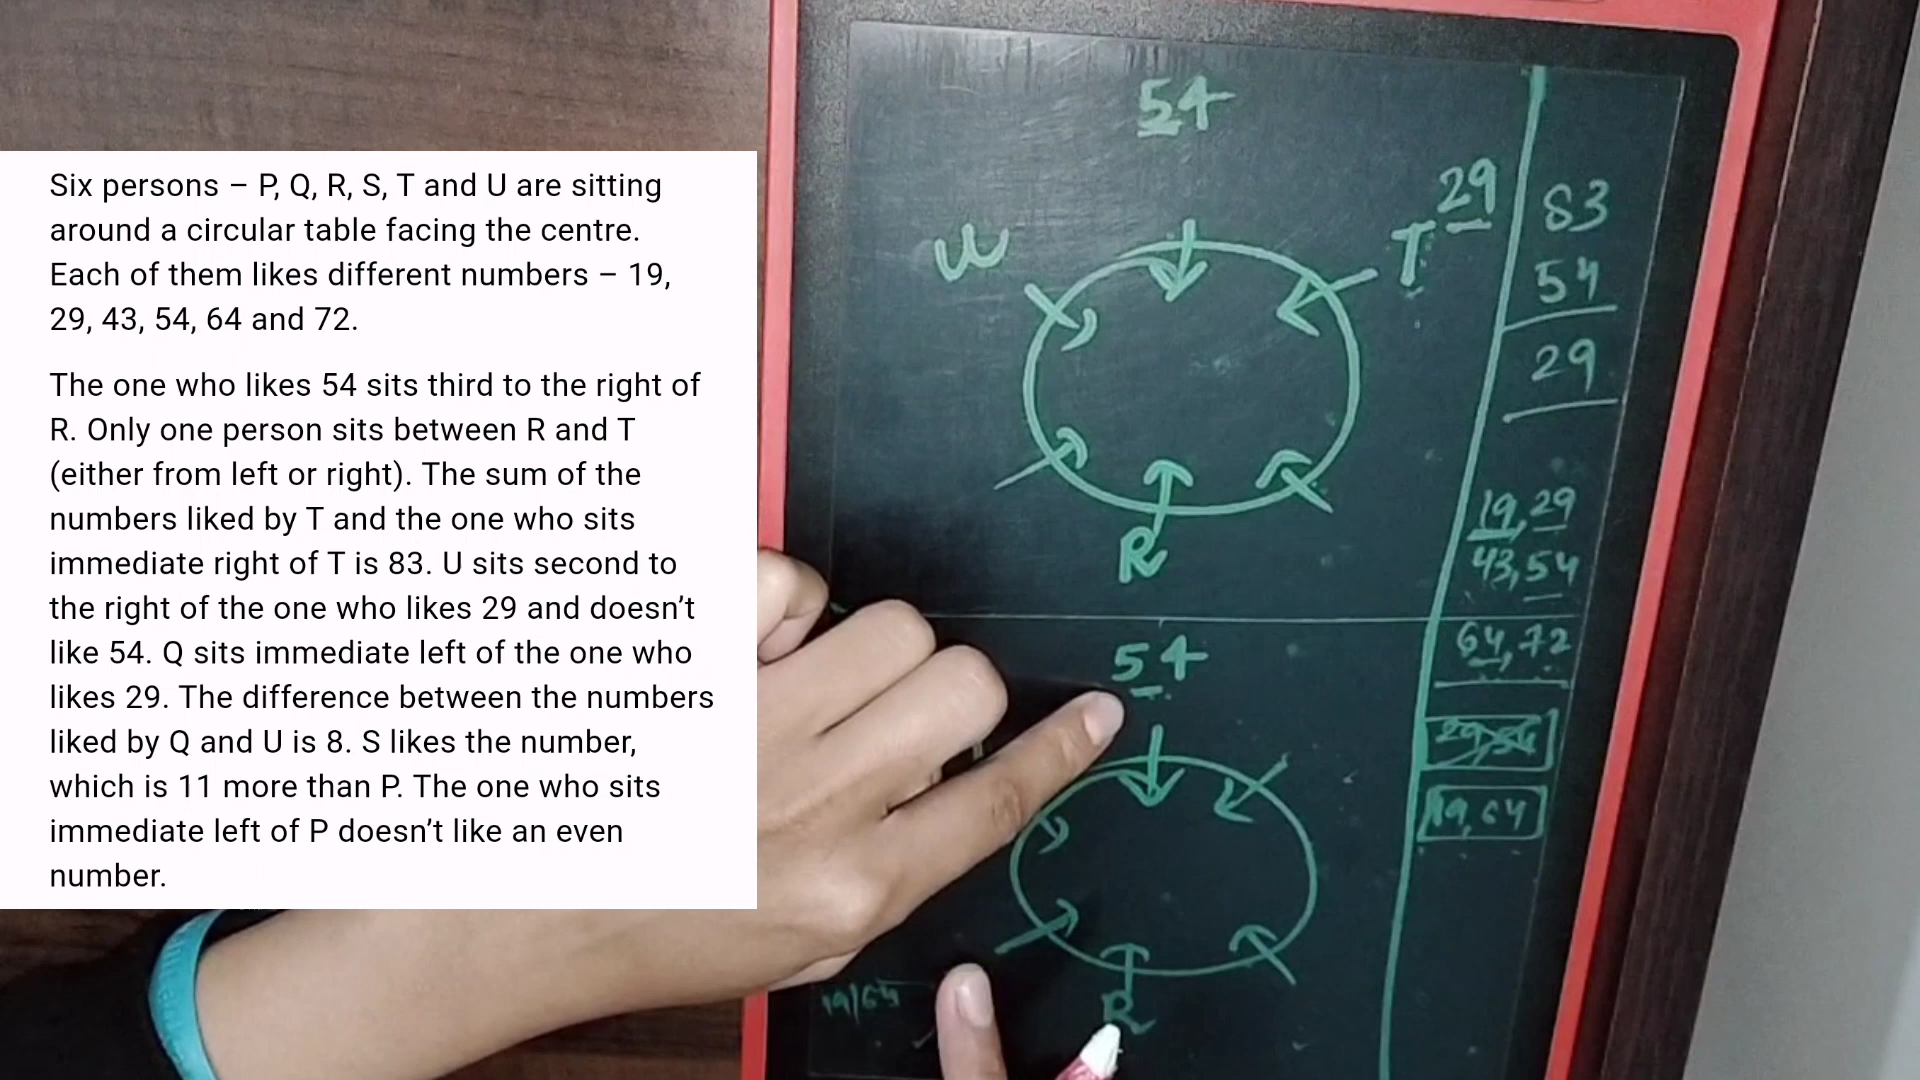 Six persons – P, Q, R, S, T and U are sitting
around a circular table facing the centre.
Each of them likes different numbers – 19,
29, 43, 54, 64 and 72.
The one who likes 54 sits third to the right of
R. Only one person sits between R and T
(either from left or right). The sum of the
numbers liked by T and the one who sits
immediate right of T is 83. U sits second to
the right of the one who likes 29 and doesn’t
like 54. Q sits immediate left of the one who
likes 29. The difference between the numbers
liked by Q and U is 8. S likes the number,
which is 11 more than P. The one who sits
immediate left of P doesn’t like an even
number.
54
29
U
T
R
83
54
29
19, 29
43, 54
64, 72
29, 54
19, 64
54
19/64
R